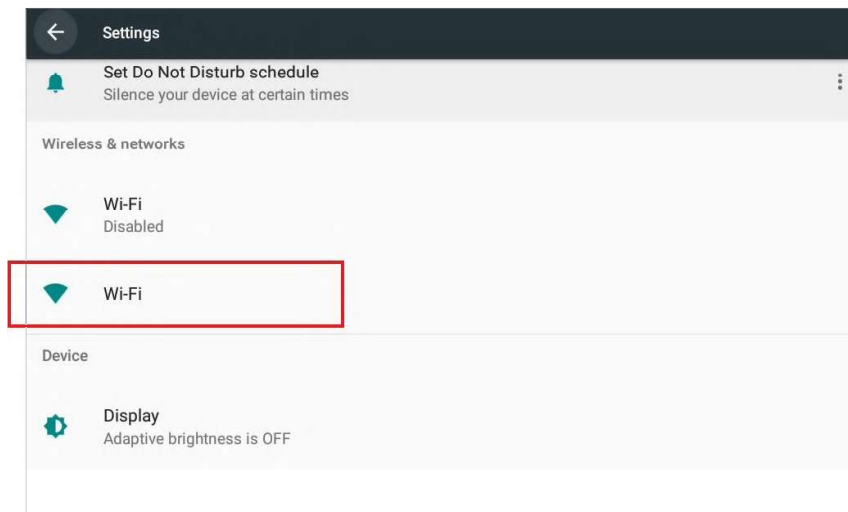 Settings
Set Do Not Disturb schedule
Silence your device at certain times
Wireless & networks
Wi-Fi
Disabled
Wi-Fi
Device
Display
Adaptive brightness is OFF